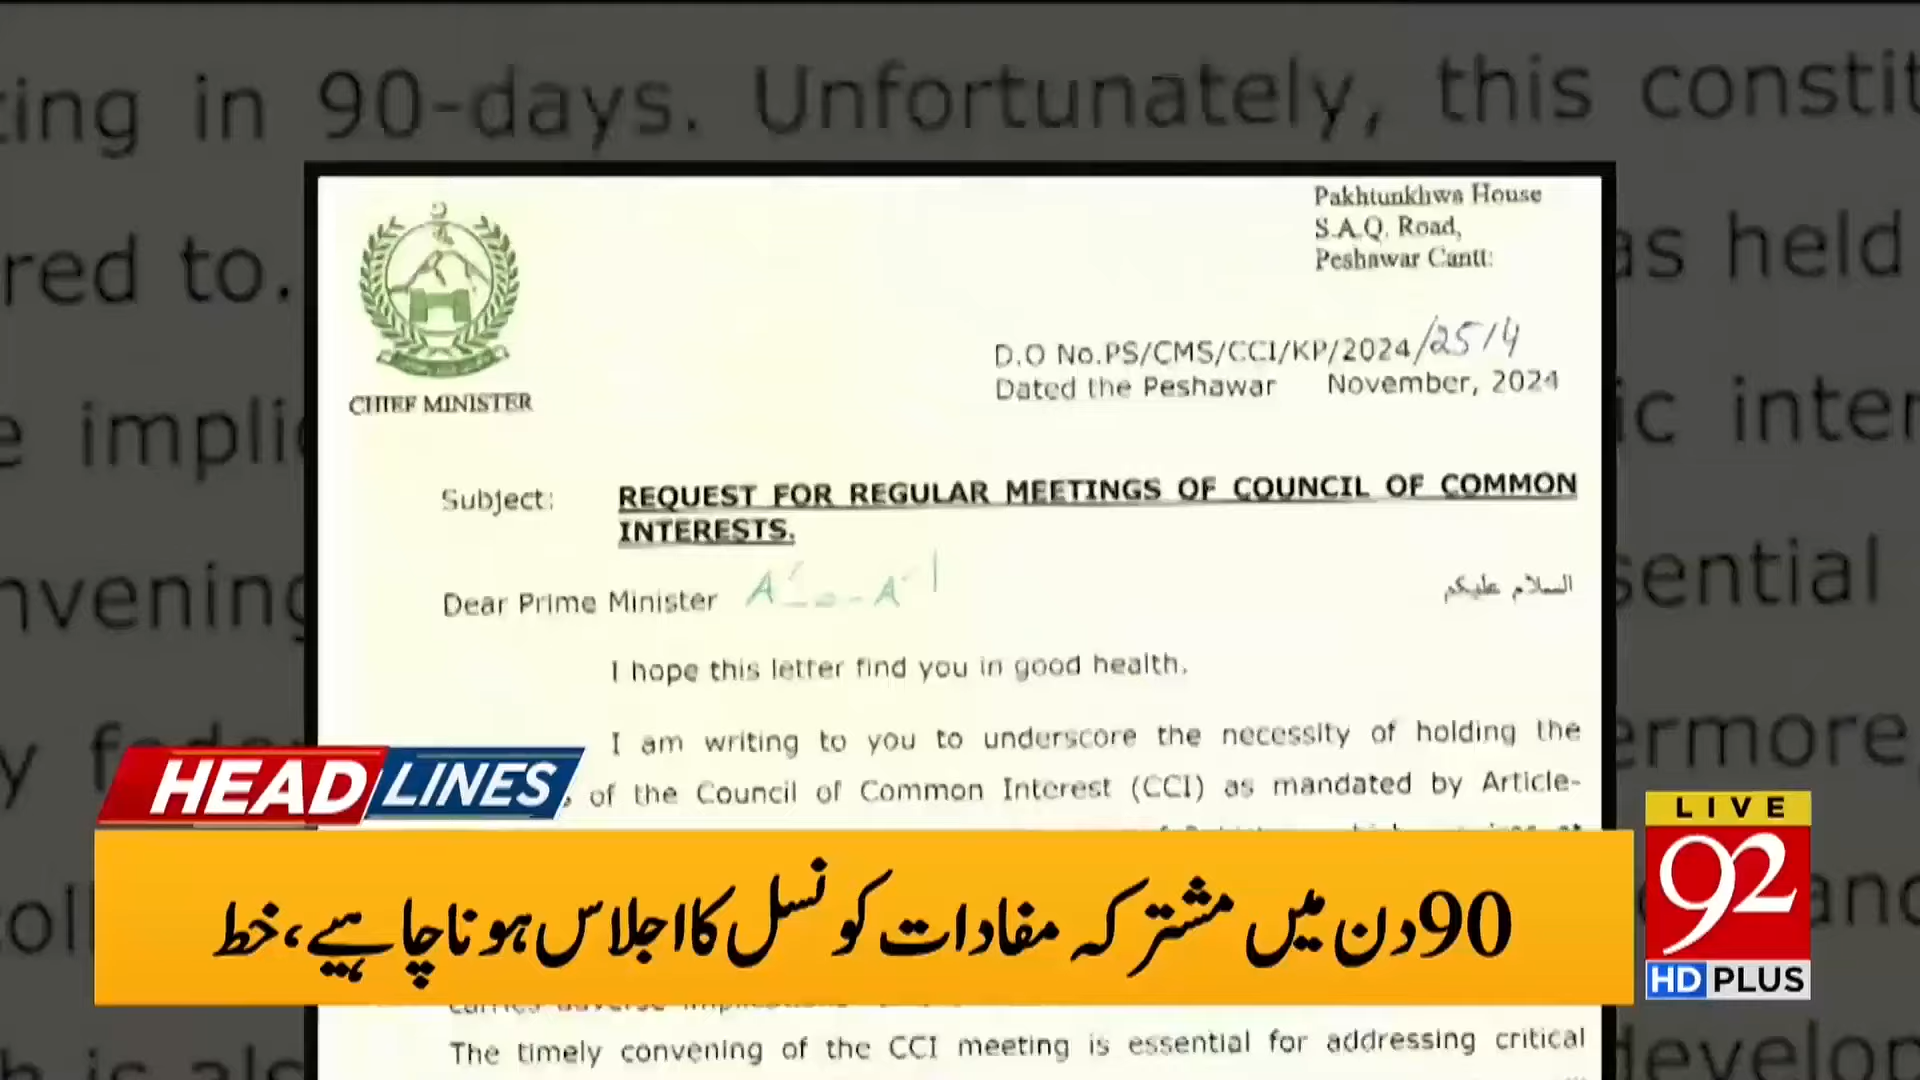 ting in 90-days. Unfortunately, this constit
red to.
as held
e implic
ic inter
nvening
sential
ermore,
and
develop
Pakhtunkhwa House
S.A.Q. Road,
Peshawar Cantt:
CHIEF MINISTER
D.O No.PS/CMS/CCI/KP/2024/2514
Dated the Peshawar November, 2024
Subject: REQUEST FOR REGULAR MEETINGS OF COUNCIL OF COMMON
INTERESTS.
Dear Prime Minister
السلام علیکم
I hope this letter find you in good health.
I am writing to you to underscore the necessity of holding the
of the Council of Common Interest (CCI) as mandated by Article-
HEADLINES
90 دن میں مشترکہ مفادات کونسل کا اجلاس ہونا چاہیے، خط
LIVE
92
HD PLUS
The timely convening of the CCI meeting is essential for addressing critical